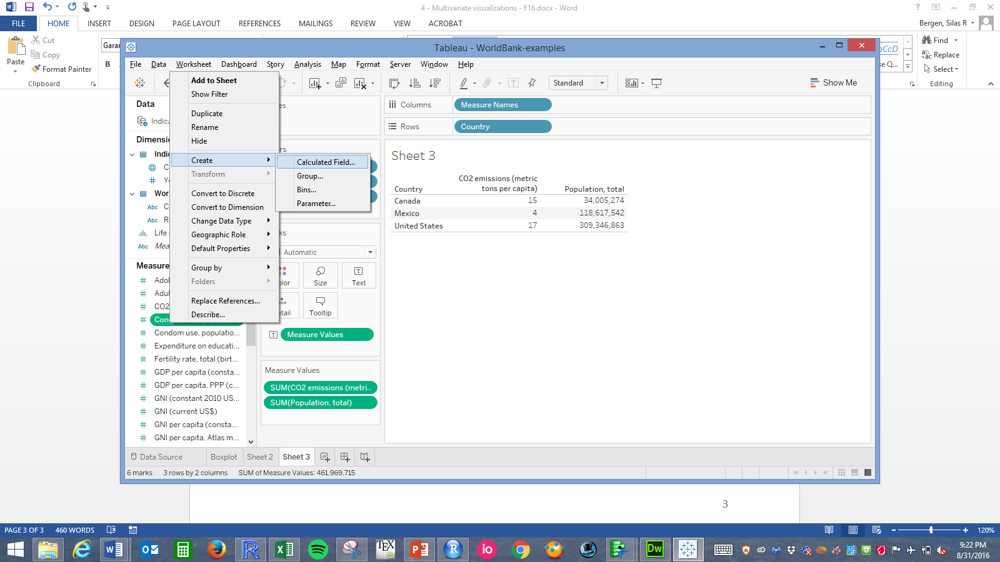 4 - Multivariate visualizations - F16.docx - Word
FILE
HOME
INSERT
DESIGN
PAGE LAYOUT
REFERENCES
MAILINGS
REVIEW
VIEW
ACROBAT
Bergen, Silas R
Paste
Cut
Copy
Format Painter
Clipboard
Garar
B
Find
Replace
Select
Editing
Tableau - WorldBank-examples
File
Data
Worksheet
Dashboard
Story
Analysis
Map
Format
Server
Window
Help
Standard
Show Me
Data
Indica
Dimensi
Indi
C
Ye
Wor
Abc C
Abc R
Life
Abc Mea
Measure
Adol
Adul
CO2
Con
Condom use, populatio...
Expenditure on educati...
Fertility rate, total (birt...
GDP per capita (consta...
GDP per capita, PPP (c...
GNI (constant 2010 US...
GNI (current US$)
GNI per capita (consta...
GNI per capita, Atlas m...
Add to Sheet
Show Filter
Duplicate
Rename
Hide
Create
Transform
Convert to Discrete
Convert to Dimension
Change Data Type
Geographic Role
Default Properties
Group by
Folders
Replace References...
Describe...
Calculated Field...
Group...
Bins...
Parameter...
es
rs
ks
Automatic
olor
Size
Text
etail
Tooltip
Measure Values
Measure Values
SUM(CO2 emissions (metri..
SUM(Population, total)
Columns
Measure Names
Rows
Country
Sheet 3
CO2 emissions (metric
Country tons per capita) Population, total
Canada 15 34,005,274
Mexico 4 118,617,542
United States 17 309,346,863
Data Source
Boxplot
Sheet 2
Sheet 3
6 marks
3 rows by 2 columns
SUM of Measure Values: 461,969,715
3
PAGE 3 OF 3
460 WORDS
120%
9:22 PM
8/31/2016